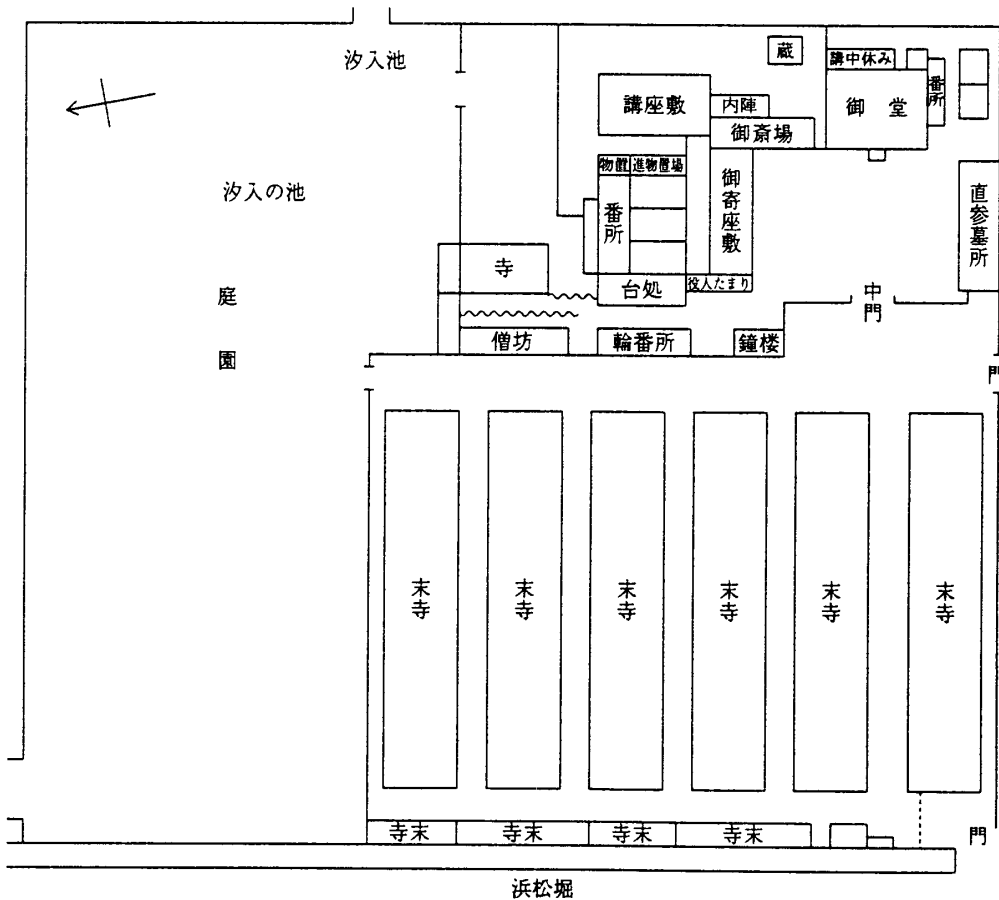 汐入池
蔵
講中休み
番所
講座敷
内陣
御堂
御斎場
物置
進物置場
御寄座敷
番所
直参墓所
汐入の池
寺
台処
役人たまり
庭園
中門
僧坊
輪番所
鐘楼
門
末寺
末寺
末寺
末寺
末寺
末寺
寺末
寺末
寺末
寺末
門
浜松堀